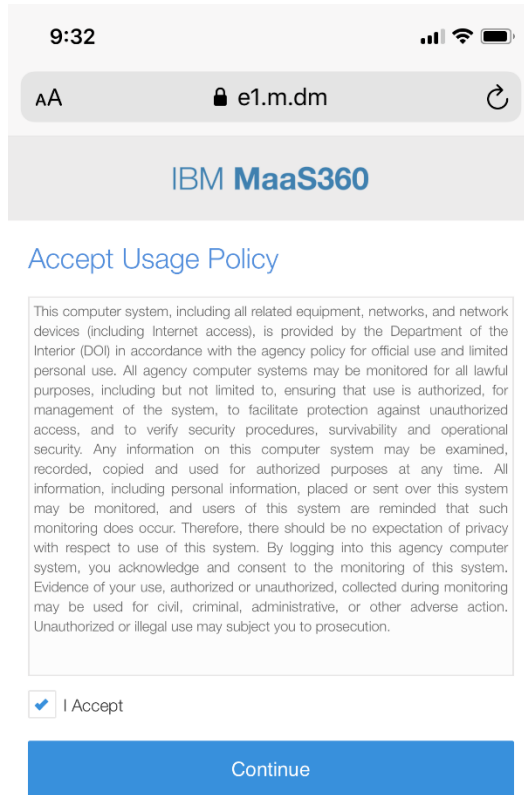 9:32
AA e1.m.dm
IBM MaaS360
Accept Usage Policy
This computer system, including all related equipment, networks, and network
devices (including Internet access), is provided by the Department of the
Interior (DOI) in accordance with the agency policy for official use and limited
personal use. All agency computer systems may be monitored for all lawful
purposes, including but not limited to, ensuring that use is authorized, for
management of the system, to facilitate protection against unauthorized
access, and to verify security procedures, survivability and operational
security. Any information on this computer system may be examined,
recorded, copied and used for authorized purposes at any time. All
information, including personal information, placed or sent over this system
may be monitored, and users of this system are reminded that such
monitoring does occur. Therefore, there should be no expectation of privacy
with respect to use of this system. By logging into this agency computer
system, you acknowledge and consent to the monitoring of this system.
Evidence of your use, authorized or unauthorized, collected during monitoring
may be used for civil, criminal, administrative, or other adverse action.
Unauthorized or illegal use may subject you to prosecution.
I Accept
Continue